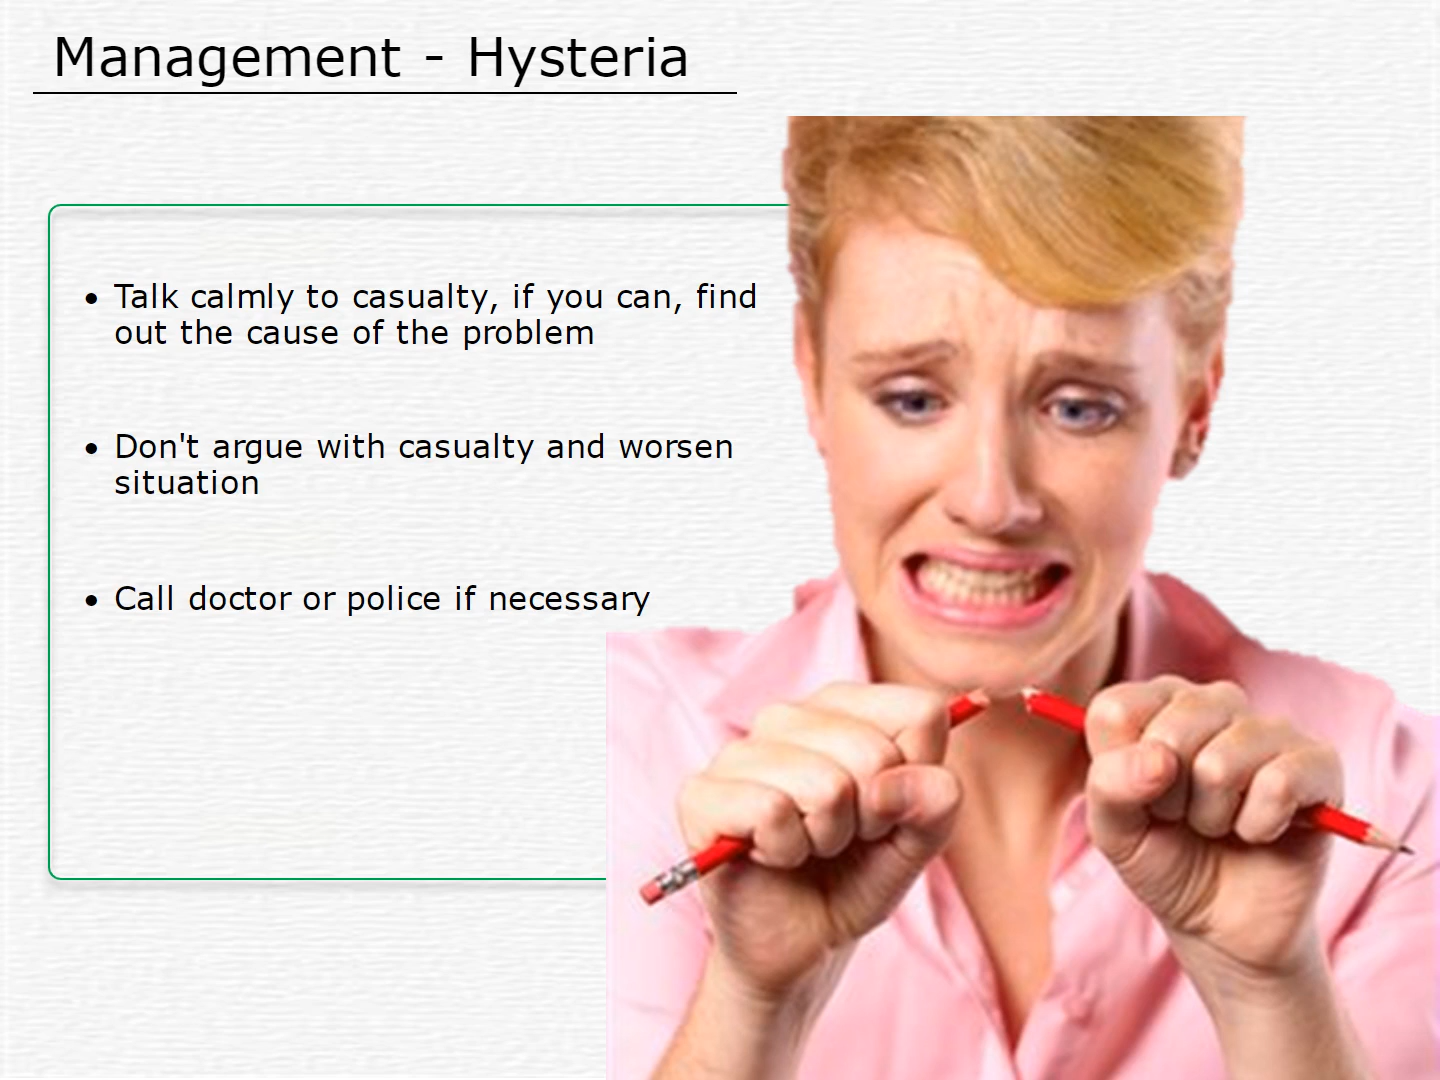 Management - Hysteria
• Talk calmly to casualty, if you can, find
out the cause of the problem
• Don't argue with casualty and worsen
situation
• Call doctor or police if necessary